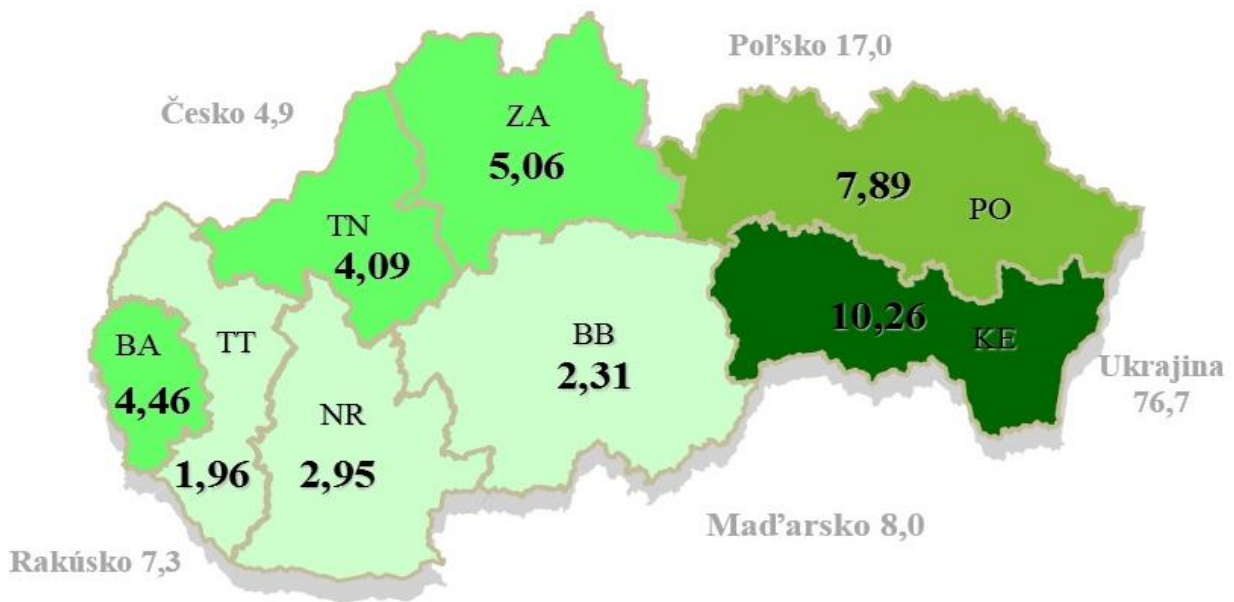 Poľsko 17,0
Česko 4,9
ZA
5,06
7,89
PO
TN
4,09
10,26
KE
BA
4,46
TT
BB
2,31
Ukrajina
76,7
NR
1,96
2,95
Maďarsko 8,0
Rakúsko 7,3